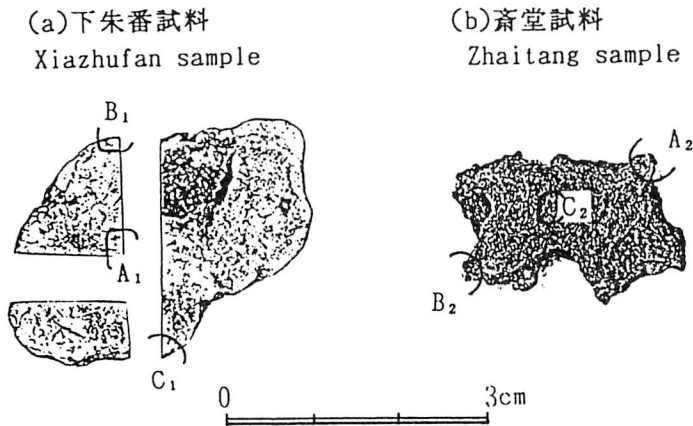 (a)下朱番試料
Xiazhufan sample
(b)斎堂試料
Zhaitang sample
B₁
A₁
C₁
A₂
C₂
B₂
0
3cm